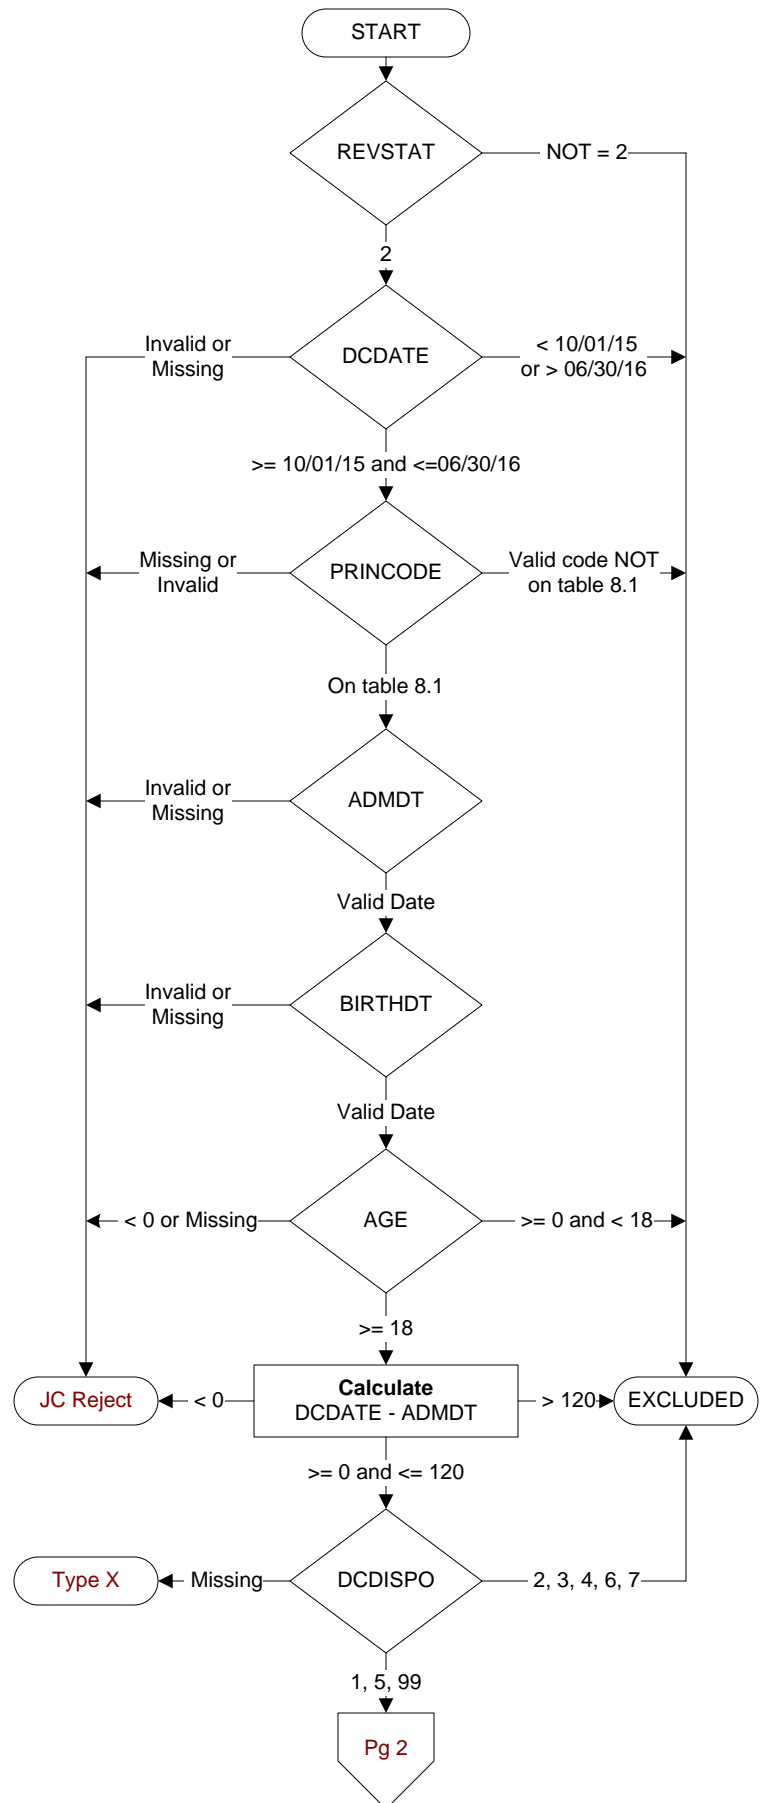 START
REVSTAT
NOT = 2
2
Invalid or
Missing
DCDATE
< 10/01/15
or > 06/30/16
>= 10/01/15 and <=06/30/16
Missing or
Invalid
PRINCODE
Valid code NOT
on table 8.1
On table 8.1
Invalid or
Missing
ADMDT
Valid Date
Invalid or
Missing
BIRTHDT
Valid Date
< 0 or Missing
AGE
>= 0 and < 18
>= 18
JC Reject
< 0
Calculate
DCDATE - ADMDT
> 120
EXCLUDED
>= 0 and <= 120
Type X
Missing
DCDISPO
2, 3, 4, 6, 7
1, 5, 99
Pg 2